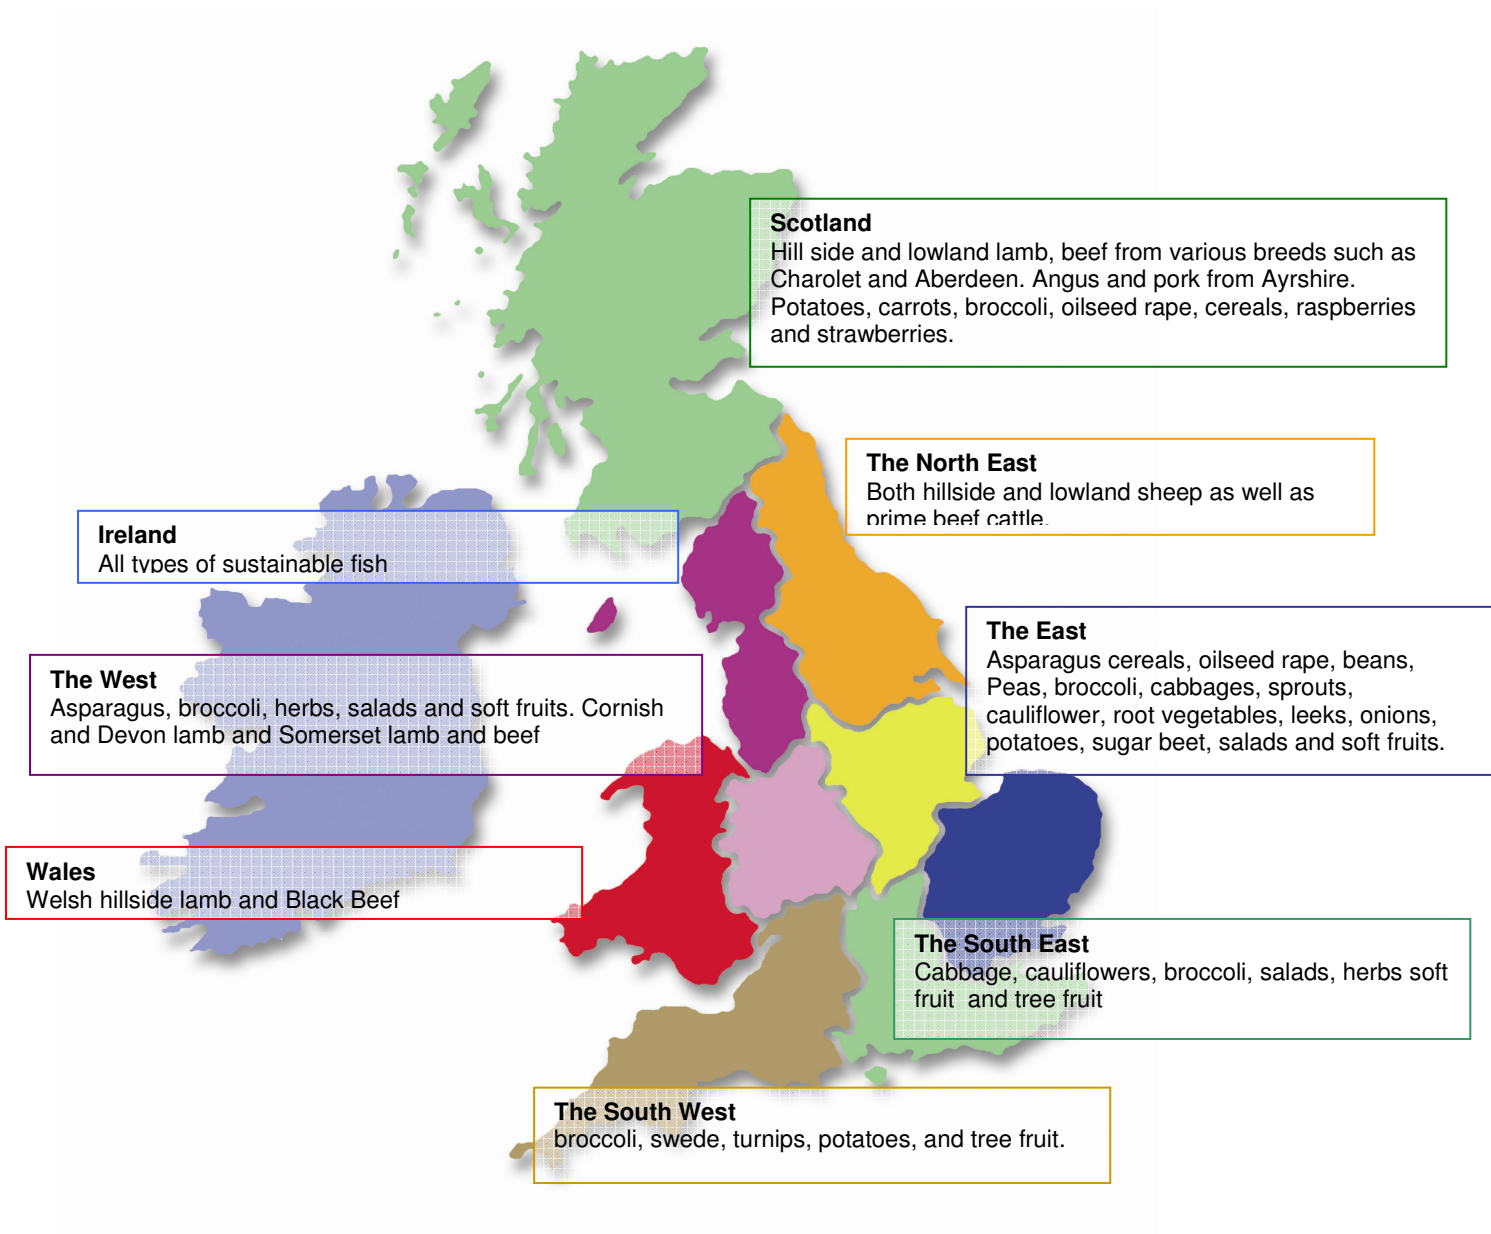 Scotland
Hill side and lowland lamb, beef from various breeds such as
Charolet and Aberdeen. Angus and pork from Ayrshire.
Potatoes, carrots, broccoli, oilseed rape, cereals, raspberries
and strawberries.
The North East
Both hillside and lowland sheep as well as
prime beef cattle.
Ireland
All types of sustainable fish
The East
Asparagus cereals, oilseed rape, beans,
Peas, broccoli, cabbages, sprouts,
cauliflower, root vegetables, leeks, onions,
potatoes, sugar beet, salads and soft fruits.
The West
Asparagus, broccoli, herbs, salads and soft fruits. Cornish
and Devon lamb and Somerset lamb and beef
Wales
Welsh hillside lamb and Black Beef
The South East
Cabbage, cauliflowers, broccoli, salads, herbs soft
fruit  and tree fruit
The South West
broccoli, swede, turnips, potatoes, and tree fruit.